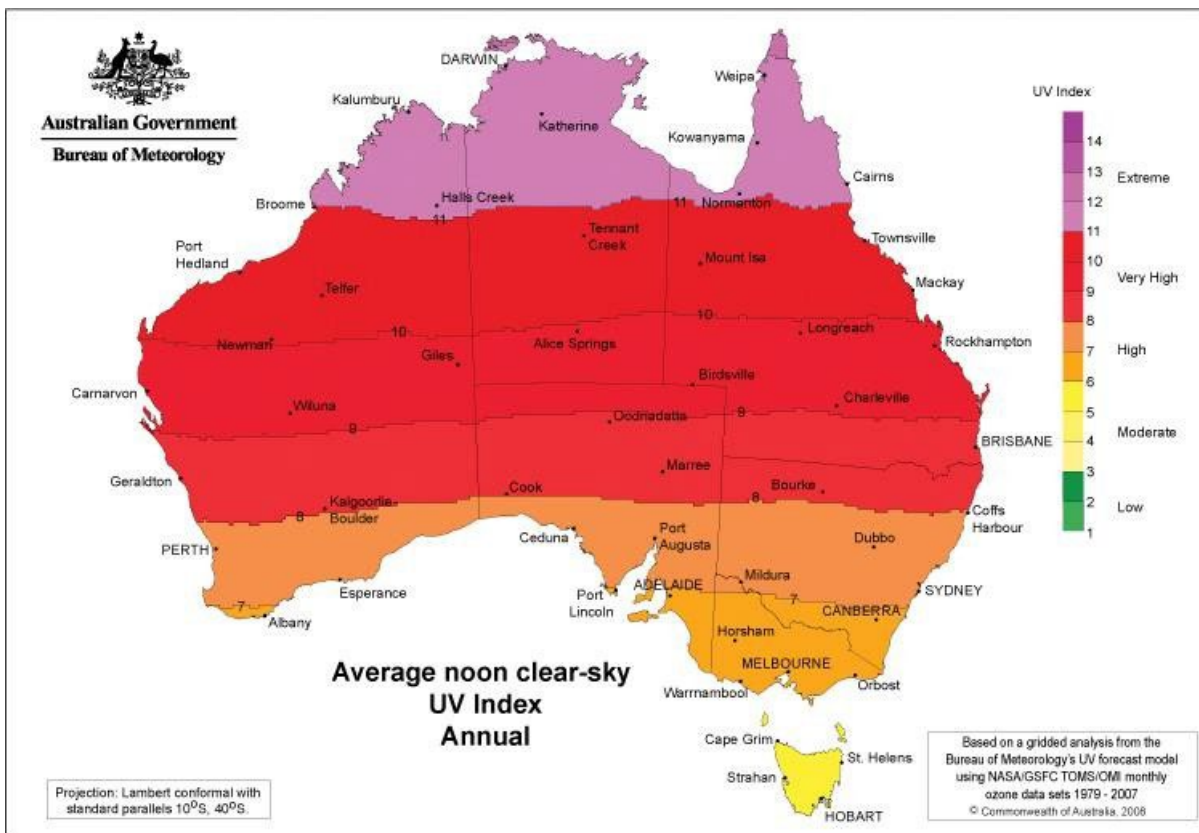 Australian Government
Bureau of Meteorology
DARWIN
Weipa
UV Index
Kalumburu
Katherine
Kowanyama
14
13
Extreme
12
11
10
Very High
9
8
High
7
6
5
Moderate
4
3
2
Low
1
Cairns
Halls Creek
Normanton
Broome
11
11
Tennant
Creek
Townsville
Port
Hedland
Mount Isa
Telfer
Mackay
10
10
Newman
Alice Springs
Longreach
Rockhampton
Giles
Birdsville
Carnarvon
Wiluna
Charleville
Oodnadatta
9
9
BRISBANE
Marree
Geraldton
Cook
Bourke
Kalgoorlie
Boulder
8
8
Coffs
Harbour
Ceduna
Port
Augusta
Dubbo
PERTH
Mildura
Esperance
ADELAIDE
SYDNEY
Port
Lincoln
7
7
CANBERRA
Albany
Horsham
MELBOURNE
Warrnambool
Orbost
Average noon clear-sky
UV Index
Annual
Cape Grim
St. Helens
Strahan
HOBART
Projection: Lambert conformal with
standard parallels 10°S, 40°S.
Based on a gridded analysis from the
Bureau of Meteorology's UV forecast model
using NASA/GSFC TOMS/OMI monthly
ozone data sets 1979 - 2007
© Commonwealth of Australia, 2008